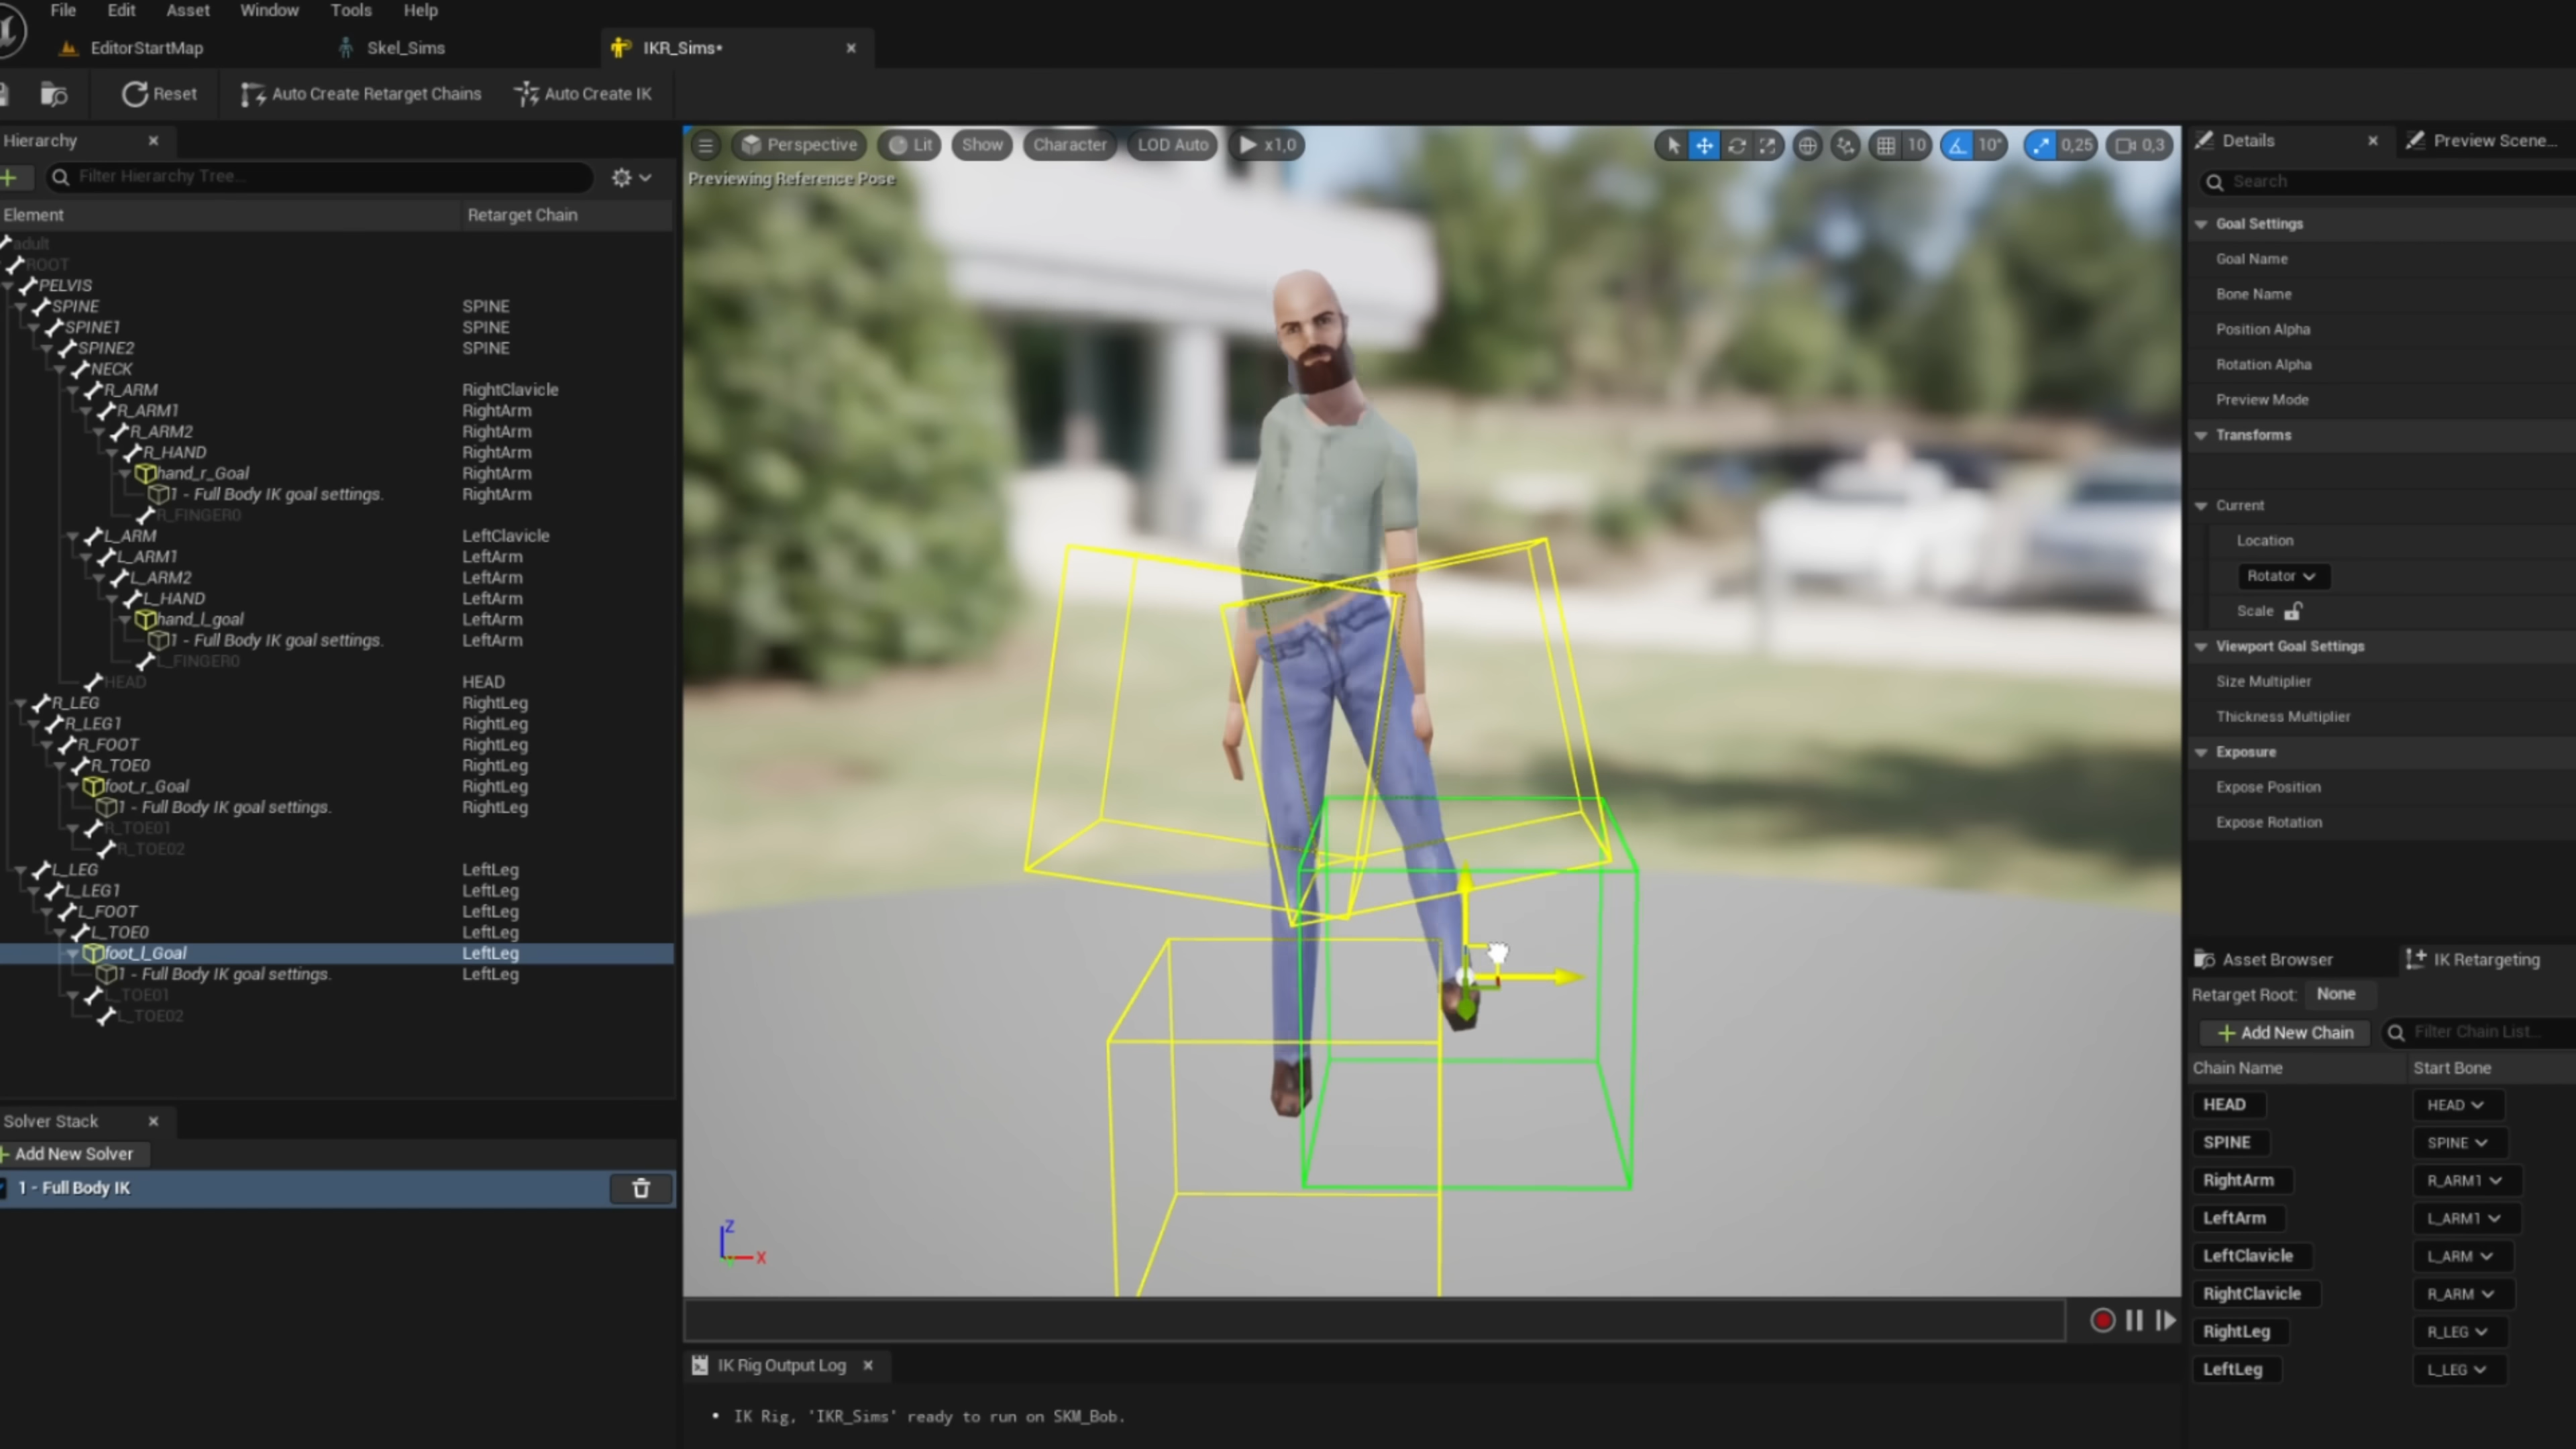 File Edit Asset Window Tools Help
EditorStartMap Skel_Sims IKR_Sims•
Reset Auto Create Retarget Chains Auto Create IK
Hierarchy
Filter Hierarchy Tree...
Element Retarget Chain
adult
ROOT
PELVIS
SPINE SPINE
SPINE1 SPINE
SPINE2 SPINE
NECK
R_ARM RightClavicle
R_ARM1 RightArm
R_ARM2 RightArm
R_HAND RightArm
hand_r_Goal RightArm
1 - Full Body IK goal settings. RightArm
R_FINGER0
L_ARM LeftClavicle
L_ARM1 LeftArm
L_ARM2 LeftArm
L_HAND LeftArm
hand_l_goal LeftArm
1 - Full Body IK goal settings. LeftArm
L_FINGER0
HEAD HEAD
R_LEG RightLeg
R_LEG1 RightLeg
R_FOOT RightLeg
R_TOE0 RightLeg
foot_r_Goal RightLeg
1 - Full Body IK goal settings. RightLeg
R_TOE01
R_TOE02
L_LEG LeftLeg
L_LEG1 LeftLeg
L_FOOT LeftLeg
L_TOE0 LeftLeg
foot_l_Goal LeftLeg
1 - Full Body IK goal settings. LeftLeg
L_TOE01
L_TOE02
Solver Stack
Add New Solver
1 - Full Body IK
Perspective Lit Show Character LOD Auto x1,0 10 10° 0,25 0,3
Previewing Reference Pose
Z
X
IK Rig Output Log
• IK Rig, 'IKR_Sims' ready to run on SKM_Bob.
Details Preview Scene...
Search
Goal Settings
Goal Name
Bone Name
Position Alpha
Rotation Alpha
Preview Mode
Transforms
Current
Location
Rotator
Scale
Viewport Goal Settings
Size Multiplier
Thickness Multiplier
Exposure
Expose Position
Expose Rotation
Asset Browser IK Retargeting
Retarget Root: None
Add New Chain Filter Chain List...
Chain Name Start Bone
HEAD HEAD
SPINE SPINE
RightArm R_ARM1
LeftArm L_ARM1
LeftClavicle L_ARM
RightClavicle R_ARM
RightLeg R_LEG
LeftLeg L_LEG